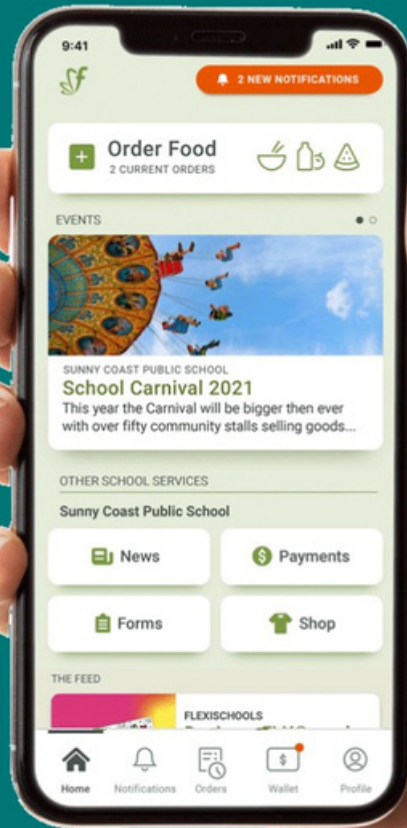 9:41
2 NEW NOTIFICATIONS
Order Food
2 CURRENT ORDERS
EVENTS
SUNNY COAST PUBLIC SCHOOL
School Carnival 2021
This year the Carnival will be bigger then ever
with over fifty community stalls selling goods...
OTHER SCHOOL SERVICES
Sunny Coast Public School
News
Payments
Forms
Shop
THE FEED
FLEXISCHOOLS
Home
Notifications
Orders
Wallet
Profile